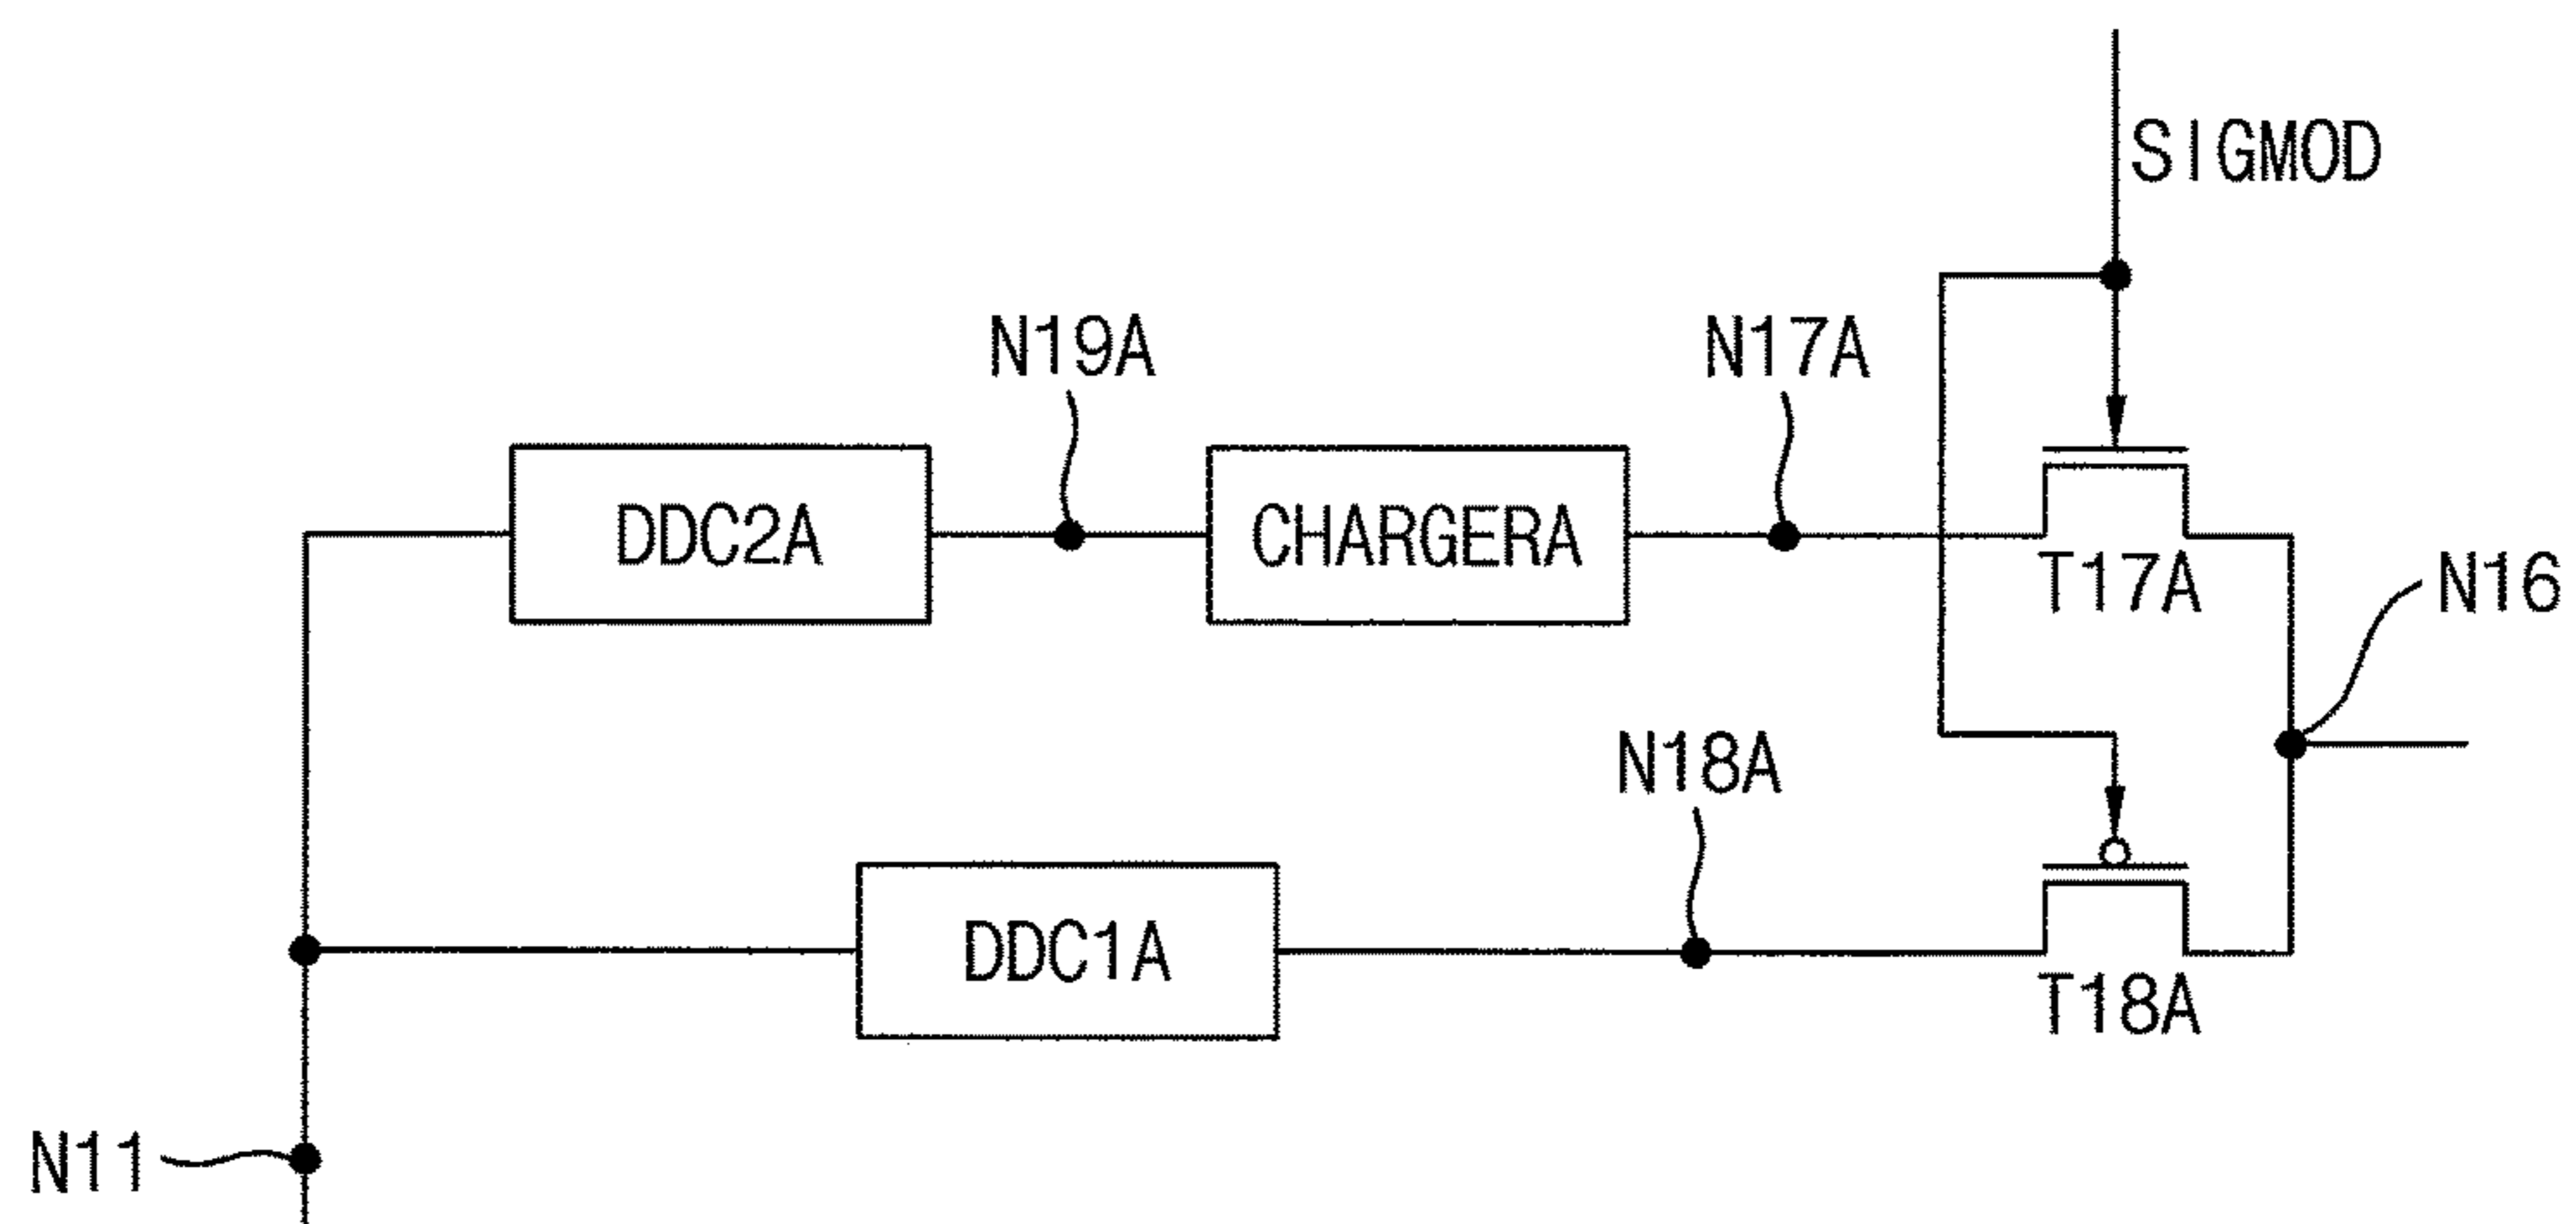 SIGMOD
N19A
N17A
DDC2A
CHARGERA
T17A
N16
N18A
DDC1A
T18A
N11